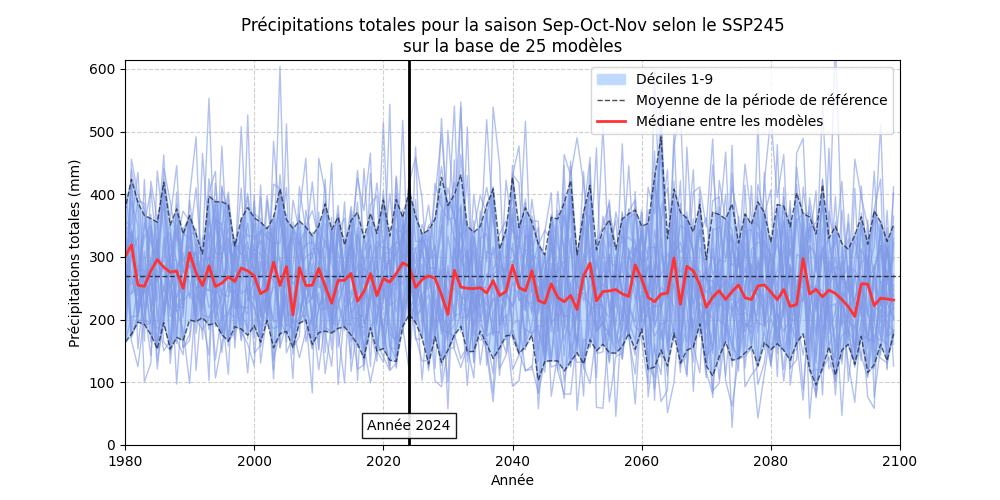 Précipitations totales pour la saison Sep-Oct-Nov selon le SSP245
sur la base de 25 modèles
Déciles 1-9
Moyenne de la période de référence
Médiane entre les modèles
Précipitations totales (mm)
600
500
400
300
200
100
0
Année 2024
1980
2000
2020
2040
2060
2080
2100
Année